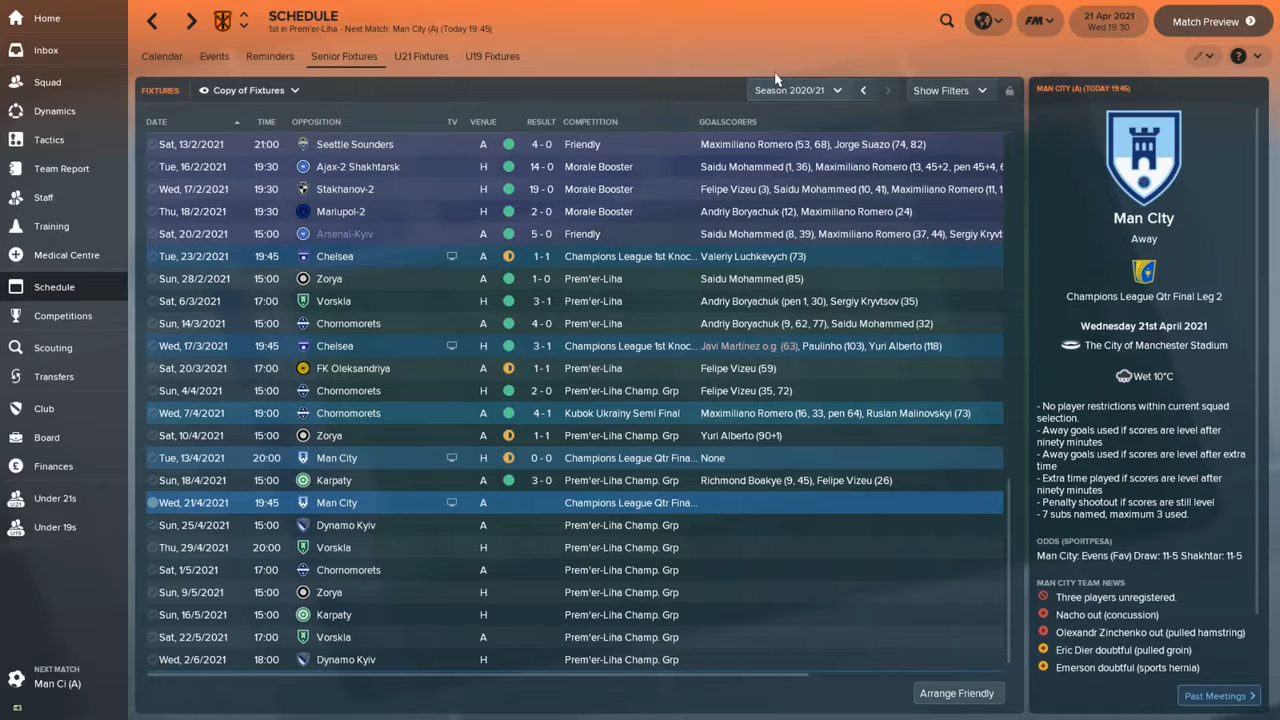 Home
SCHEDULE
1st in Prem'er-Liha - Next Match: Man City (A) (Today 19:45)
FM
21 Apr 2021
Wed 19:30
Match Preview
Inbox
Squad
Dynamics
Tactics
Team Report
Staff
Training
Medical Centre
Schedule
Competitions
Scouting
Transfers
Club
Board
Finances
U21
Under 21s
U19
Under 19s
NEXT MATCH
Man Ci (A)
Calendar Events Reminders Senior Fixtures U21 Fixtures U19 Fixtures
?
FIXTURES Copy of Fixtures Season 2020/21 Show Filters
DATE TIME OPPOSITION TV VENUE RESULT COMPETITION GOALSCORERS
Sat, 13/2/2021 21:00 Seattle Sounders A 4 - 0 Friendly Maximiliano Romero (53, 68), Jorge Suazo (74, 82)
Tue, 16/2/2021 19:30 Ajax-2 Shakhtarsk H 14 - 0 Morale Booster Saidu Mohammed (1, 36), Maximiliano Romero (13, 45+2, pen 45+4, 6
Wed, 17/2/2021 19:30 Stakhanov-2 H 19 - 0 Morale Booster Felipe Vizeu (3), Saidu Mohammed (10, 41), Maximiliano Romero (11, 1
Thu, 18/2/2021 19:30 Mariupol-2 H 2 - 0 Morale Booster Andriy Boryachuk (12), Maximiliano Romero (24)
Sat, 20/2/2021 15:00 Arsenal-Kyiv H 5 - 0 Friendly Saidu Mohammed (8, 39), Maximiliano Romero (37, 44), Sergiy Kryvt
Tue, 23/2/2021 19:45 Chelsea A 1 - 1 Champions League 1st Knoc... Valeriy Luchkevych (73)
Sun, 28/2/2021 15:00 Zorya A 1 - 0 Prem'er-Liha Saidu Mohammed (85)
Sat, 6/3/2021 17:00 Vorskla H 3 - 1 Prem'er-Liha Andriy Boryachuk (pen 1, 30), Sergiy Kryvtsov (35)
Sun, 14/3/2021 15:00 Chornomorets A 4 - 0 Prem'er-Liha Andriy Boryachuk (9, 62, 77), Saidu Mohammed (32)
Wed, 17/3/2021 19:45 Chelsea H 3 - 1 Champions League 1st Knoc... Javi Martínez o.g. (63), Paulinho (103), Yuri Alberto (118)
Sat, 20/3/2021 17:00 FK Oleksandriya A 1 - 1 Prem'er-Liha Felipe Vizeu (59)
Sun, 4/4/2021 15:00 Chornomorets H 2 - 0 Prem'er-Liha Champ. Grp Felipe Vizeu (35, 72)
Wed, 7/4/2021 19:00 Chornomorets A 4 - 1 Kubok Ukraïny Semi Final Maximiliano Romero (16, 33, pen 64), Ruslan Malinovskyi (73)
Sat, 10/4/2021 15:00 Zorya A 1 - 1 Prem'er-Liha Champ. Grp Yuri Alberto (90+1)
Tue, 13/4/2021 20:00 Man City H 0 - 0 Champions League Qtr Fina... None
Sun, 18/4/2021 15:00 Karpaty A 3 - 0 Prem'er-Liha Champ. Grp Richmond Boakye (9, 45), Felipe Vizeu (26)
Wed, 21/4/2021 19:45 Man City A Champions League Qtr Fina...
Sun, 25/4/2021 15:00 Dynamo Kyiv A Prem'er-Liha Champ. Grp
Thu, 29/4/2021 20:00 Vorskla H Prem'er-Liha Champ. Grp
Sat, 1/5/2021 17:00 Chornomorets A Prem'er-Liha Champ. Grp
Sun, 9/5/2021 15:00 Zorya H Prem'er-Liha Champ. Grp
Sun, 16/5/2021 15:00 Karpaty H Prem'er-Liha Champ. Grp
Sat, 22/5/2021 17:00 Vorskla A Prem'er-Liha Champ. Grp
Wed, 2/6/2021 18:00 Dynamo Kyiv H Prem'er-Liha Champ. Grp
Arrange Friendly
MAN CITY (A) (TODAY 19:45)
Man City
Away
Champions League Qtr Final Leg 2
Wednesday 21st April 2021
The City of Manchester Stadium
Wet 10°C
- No player restrictions within current squad
selection.
- Away goals used if scores are level after
ninety minutes
- Away goals used if scores are level after extra
time
- Extra time played if scores are level after
ninety minutes
- Penalty shootout if scores are still level
- 7 subs named, maximum 3 used.
ODDS (SPORTPESA)
Man City: Evens (Fav) Draw: 11-5 Shakhtar: 11-5
MAN CITY TEAM NEWS
Three players unregistered.
Nacho out (concussion)
Olexandr Zinchenko out (pulled hamstring)
Eric Dier doubtful (pulled groin)
Emerson doubtful (sports hernia)
Past Meetings